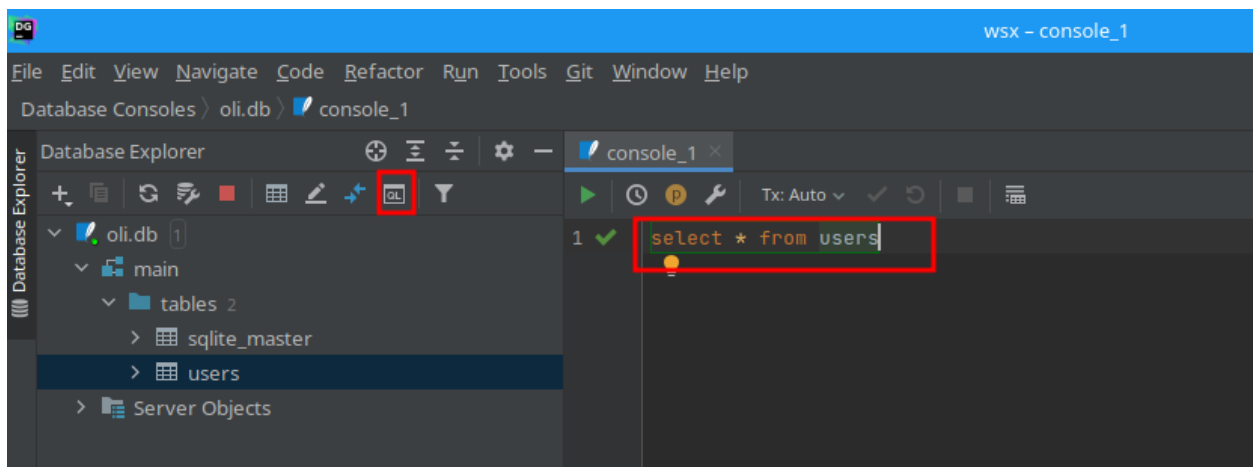 DG
wsx – console_1
File Edit View Navigate Code Refactor Run Tools Git Window Help
Database Consoles 〉 oli.db 〉 console_1
Database Explorer
Database Explorer
console_1
QL
p
Tx: Auto
oli.db 1
1 select * from users
main
tables 2
sqlite_master
users
Server Objects